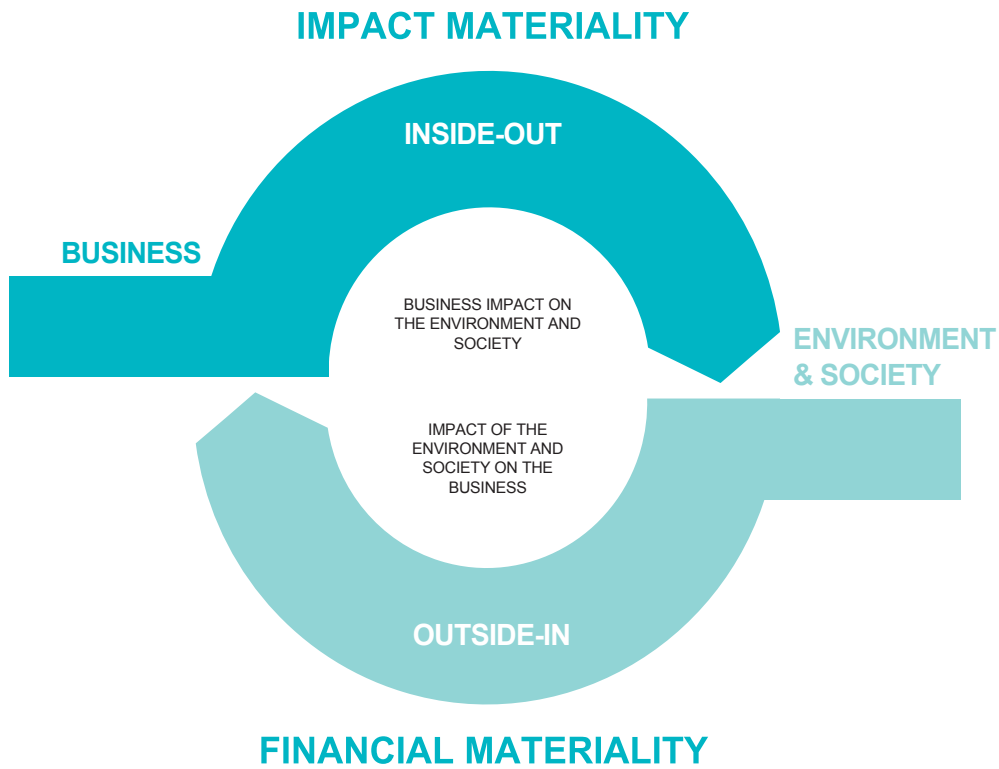 IMPACT MATERIALITY
INSIDE-OUT
BUSINESS
BUSINESS IMPACT ON
THE ENVIRONMENT AND
SOCIETY
ENVIRONMENT
& SOCIETY
IMPACT OF THE
ENVIRONMENT AND
SOCIETY ON THE
BUSINESS
OUTSIDE-IN
FINANCIAL MATERIALITY